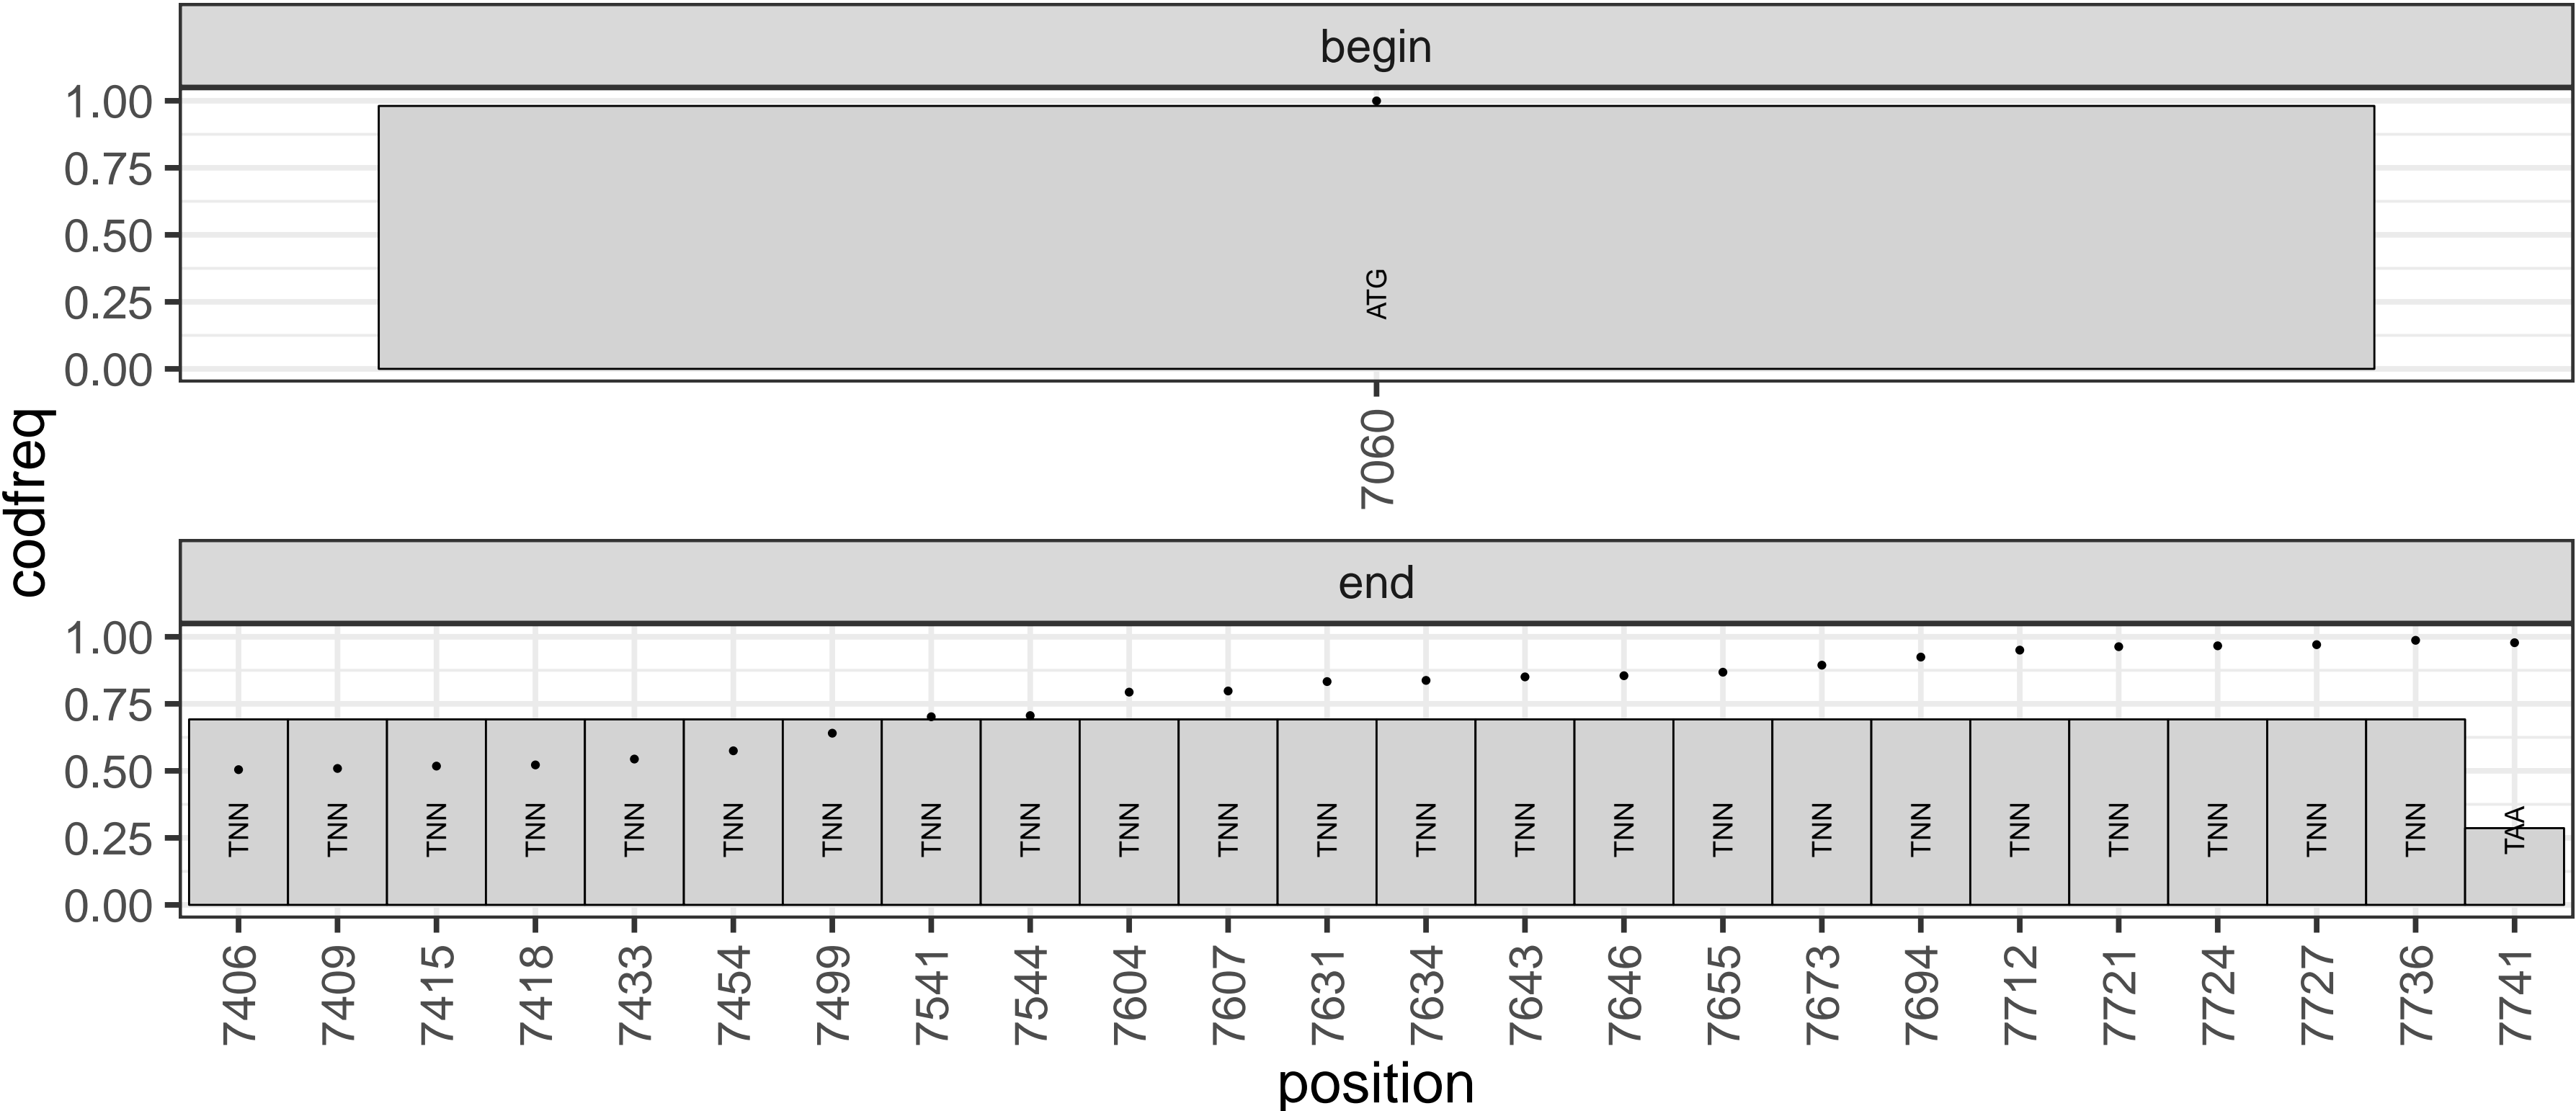 begin
1.00
0.75
0.50
0.25
0.00
ATG
7060
codfreq
end
1.00
0.75
0.50
0.25
0.00
TNN TNN TNN TNN TNN TNN TNN TNN TNN TNN TNN TNN TNN TNN TNN TNN TNN TNN TNN TNN TNN TNN TNN TAA
7406 7409 7415 7418 7433 7454 7499 7541 7544 7604 7607 7631 7634 7643 7646 7655 7673 7694 7712 7721 7724 7727 7736 7741
position